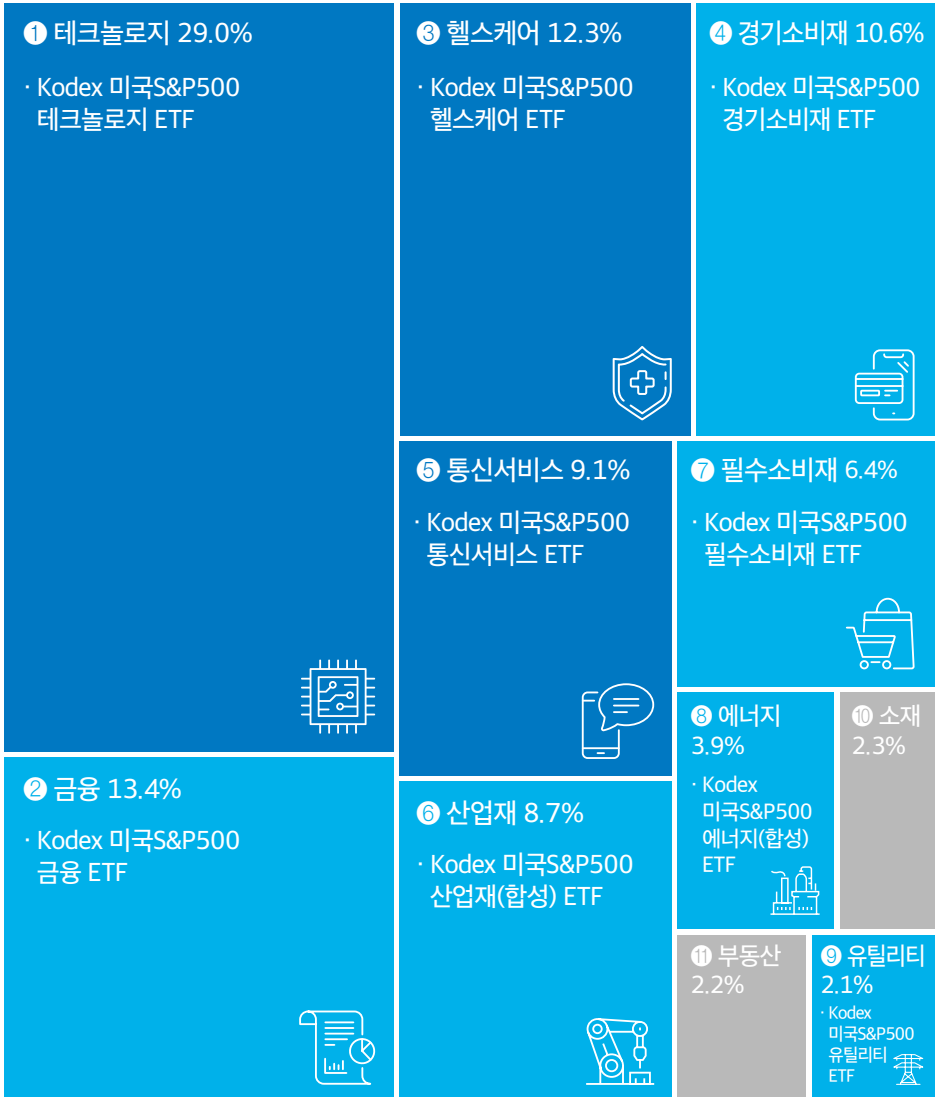 ❶ 테크놀로지 29.0%
· Kodex 미국S&P500
테크놀로지 ETF
❷ 금융 13.4%
· Kodex 미국S&P500
금융 ETF
❸ 헬스케어 12.3%
· Kodex 미국S&P500
헬스케어 ETF
❹ 경기소비재 10.6%
· Kodex 미국S&P500
경기소비재 ETF
❺ 통신서비스 9.1%
· Kodex 미국S&P500
통신서비스 ETF
❻ 산업재 8.7%
· Kodex 미국S&P500
산업재(합성) ETF
❼ 필수소비재 6.4%
· Kodex 미국S&P500
필수소비재 ETF
❽ 에너지
3.9%
· Kodex
미국S&P500
에너지(합성)
ETF
❿ 소재
2.3%
⓫ 부동산
2.2%
❾ 유틸리티
2.1%
· Kodex
미국S&P500
유틸리티
ETF